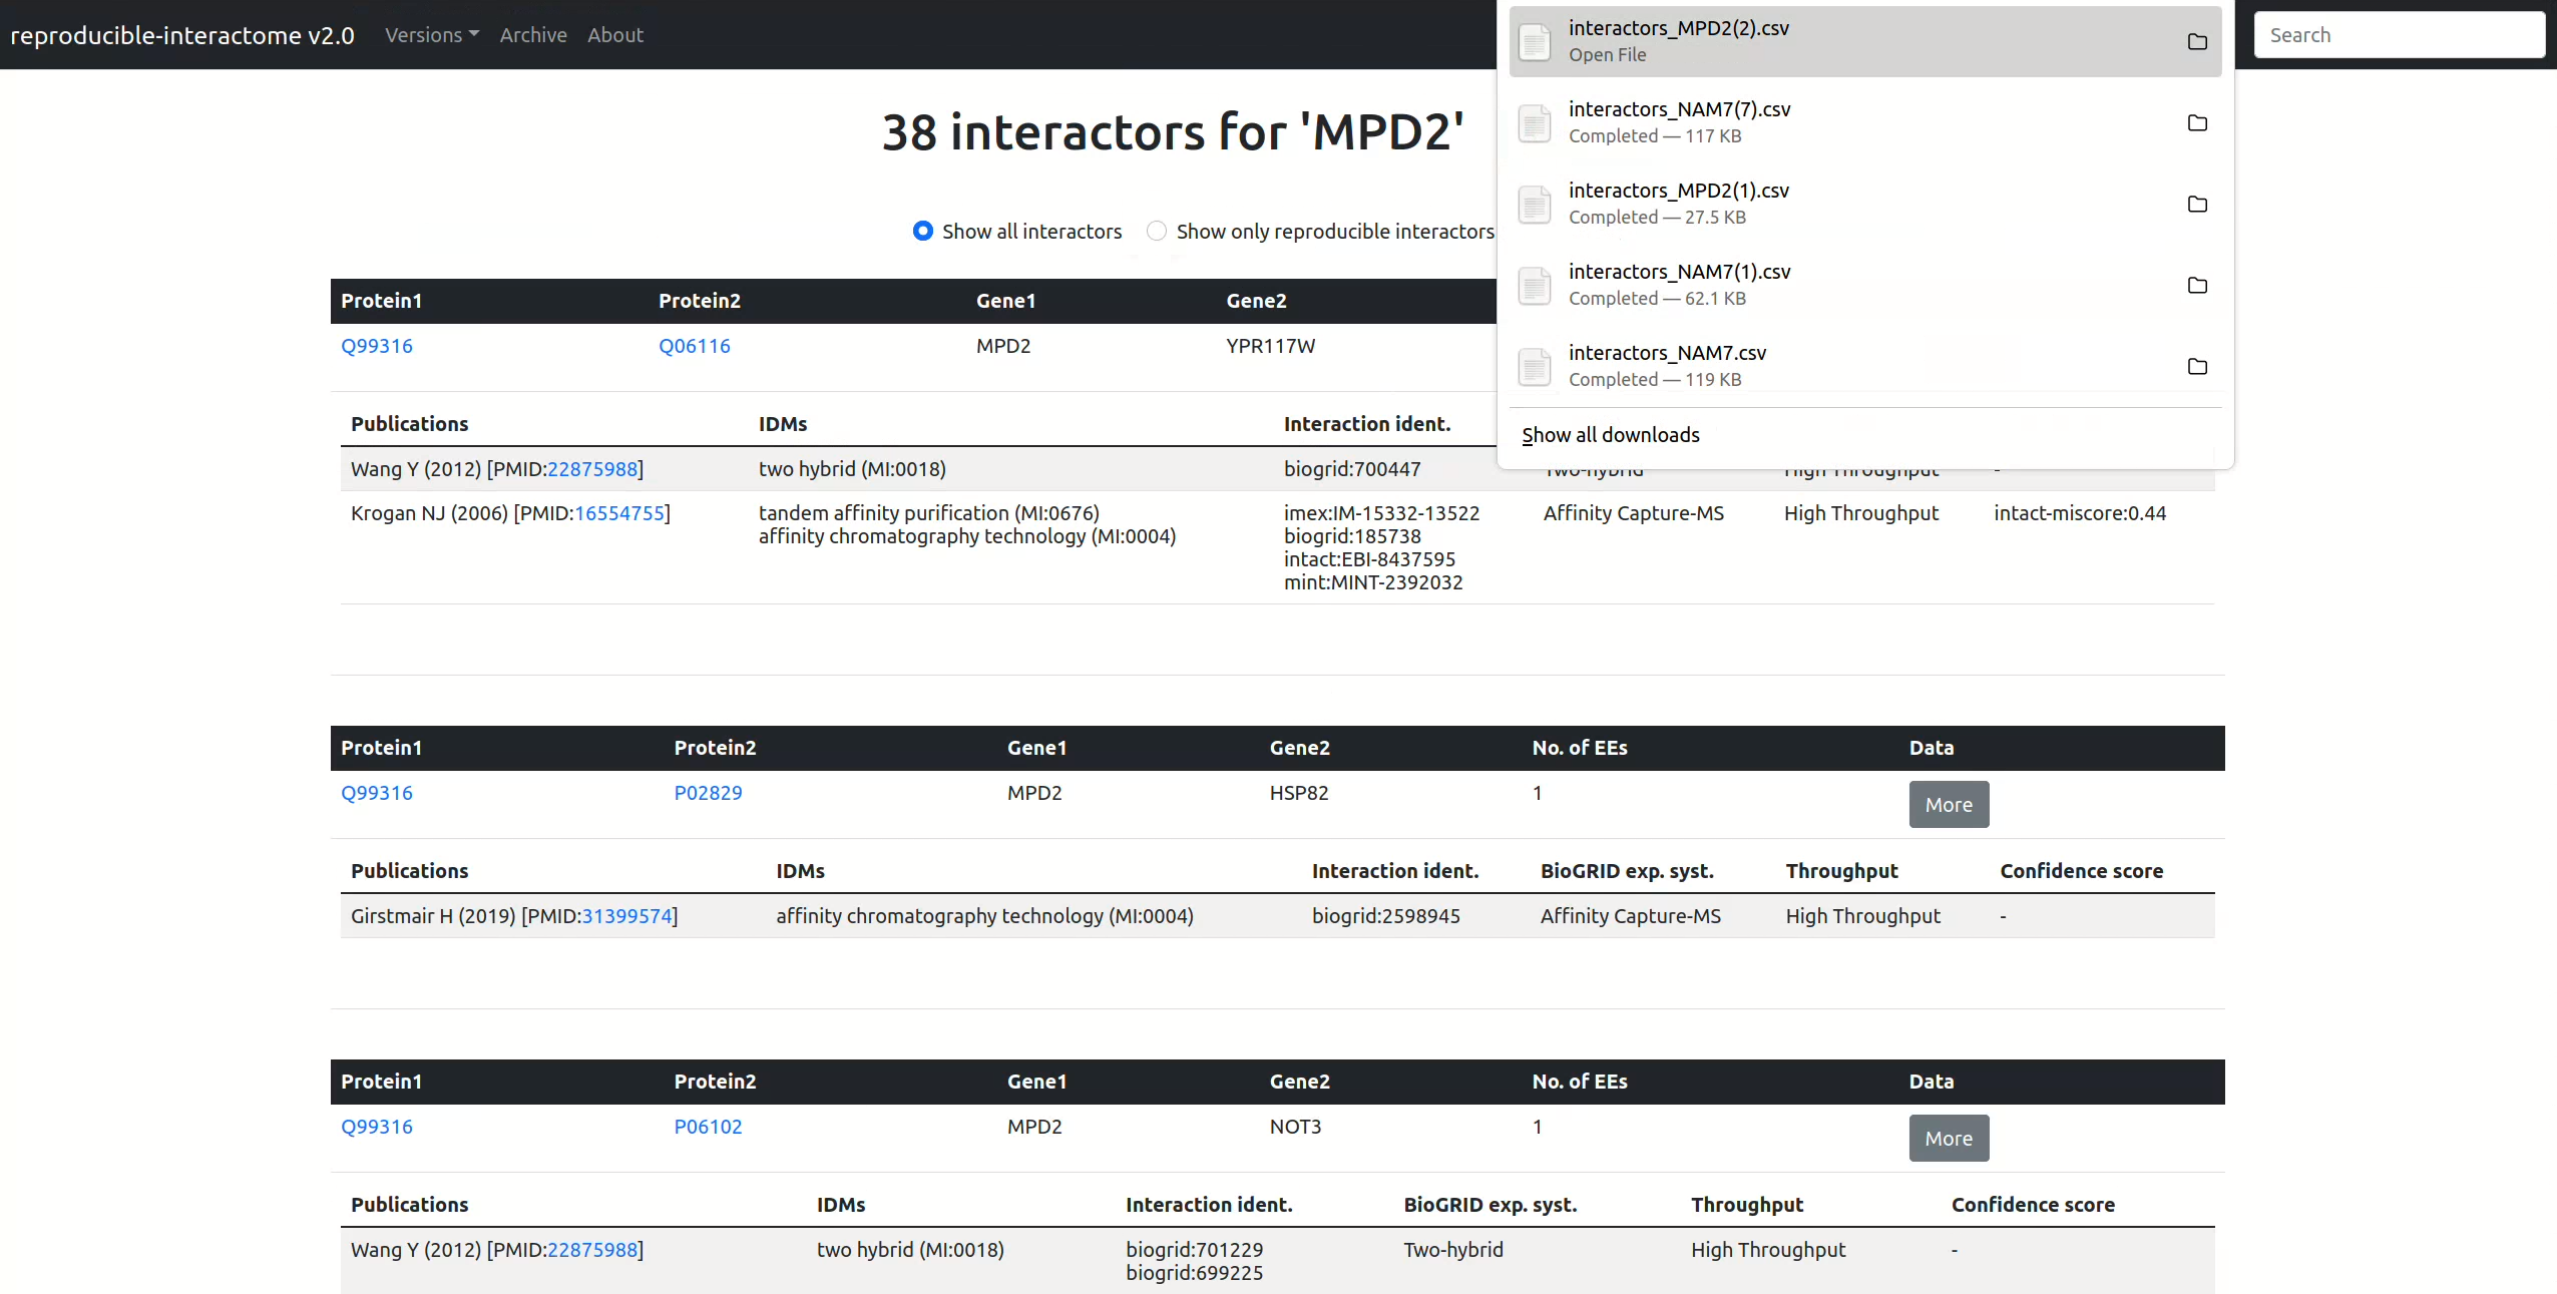 reproducible-interactome v2.0 Versions Archive About Search
38 interactors for 'MPD2'
Show all interactors Show only reproducible interactors
interactors_MPD2(2).csv
Open File
interactors_NAM7(7).csv
Completed — 117 KB
interactors_MPD2(1).csv
Completed — 27.5 KB
interactors_NAM7(1).csv
Completed — 62.1 KB
interactors_NAM7.csv
Completed — 119 KB
Show all downloads
Protein1 Protein2 Gene1 Gene2
Q99316 Q06116 MPD2 YPR117W
Publications IDMs Interaction ident.
Wang Y (2012) [PMID:22875988] two hybrid (MI:0018) biogrid:700447 Two-hybrid High Throughput -
Krogan NJ (2006) [PMID:16554755] tandem affinity purification (MI:0676) imex:IM-15332-13522 Affinity Capture-MS High Throughput intact-miscore:0.44
affinity chromatography technology (MI:0004) biogrid:185738
intact:EBI-8437595
mint:MINT-2392032
Protein1 Protein2 Gene1 Gene2 No. of EEs Data
Q99316 P02829 MPD2 HSP82 1 More
Publications IDMs Interaction ident. BioGRID exp. syst. Throughput Confidence score
Girstmair H (2019) [PMID:31399574] affinity chromatography technology (MI:0004) biogrid:2598945 Affinity Capture-MS High Throughput -
Protein1 Protein2 Gene1 Gene2 No. of EEs Data
Q99316 P06102 MPD2 NOT3 1 More
Publications IDMs Interaction ident. BioGRID exp. syst. Throughput Confidence score
Wang Y (2012) [PMID:22875988] two hybrid (MI:0018) biogrid:701229 Two-hybrid High Throughput -
biogrid:699225